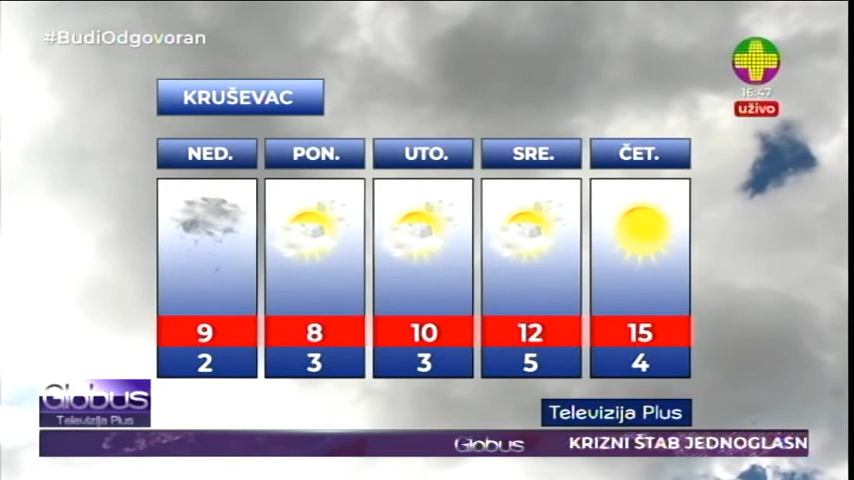 #BudiOdgovoran
16:47
uživo
KRUŠEVAC
NED. PON. UTO. SRE. ČET.
9 8 10 12 15
2 3 3 5 4
Globus
Televizija Plus
Televizija Plus
Globus KRIZNI ŠTAB JEDNOGLASN